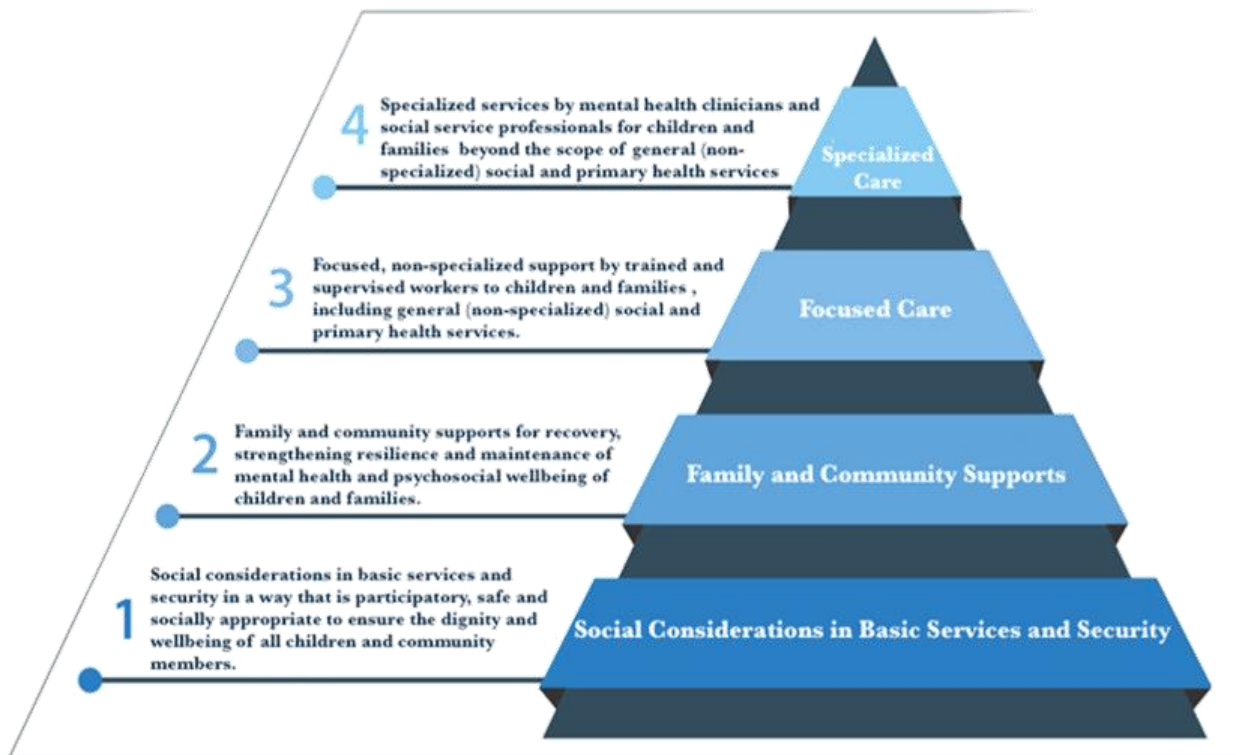 4
Specialized services by mental health clinicians and
social service professionals for children and
families beyond the scope of general (non-
specialized) social and primary health services
Specialized
Care
3
Focused, non-specialized support by trained and
supervised workers to children and families ,
including general (non-specialized) social and
primary health services.
Focused Care
2
Family and community supports for recovery,
strengthening resilience and maintenance of
mental health and psychosocial wellbeing of
children and families.
Family and Community Supports
1
Social considerations in basic services and
security in a way that is participatory, safe and
socially appropriate to ensure the dignity and
wellbeing of all children and community
members.
Social Considerations in Basic Services and Security